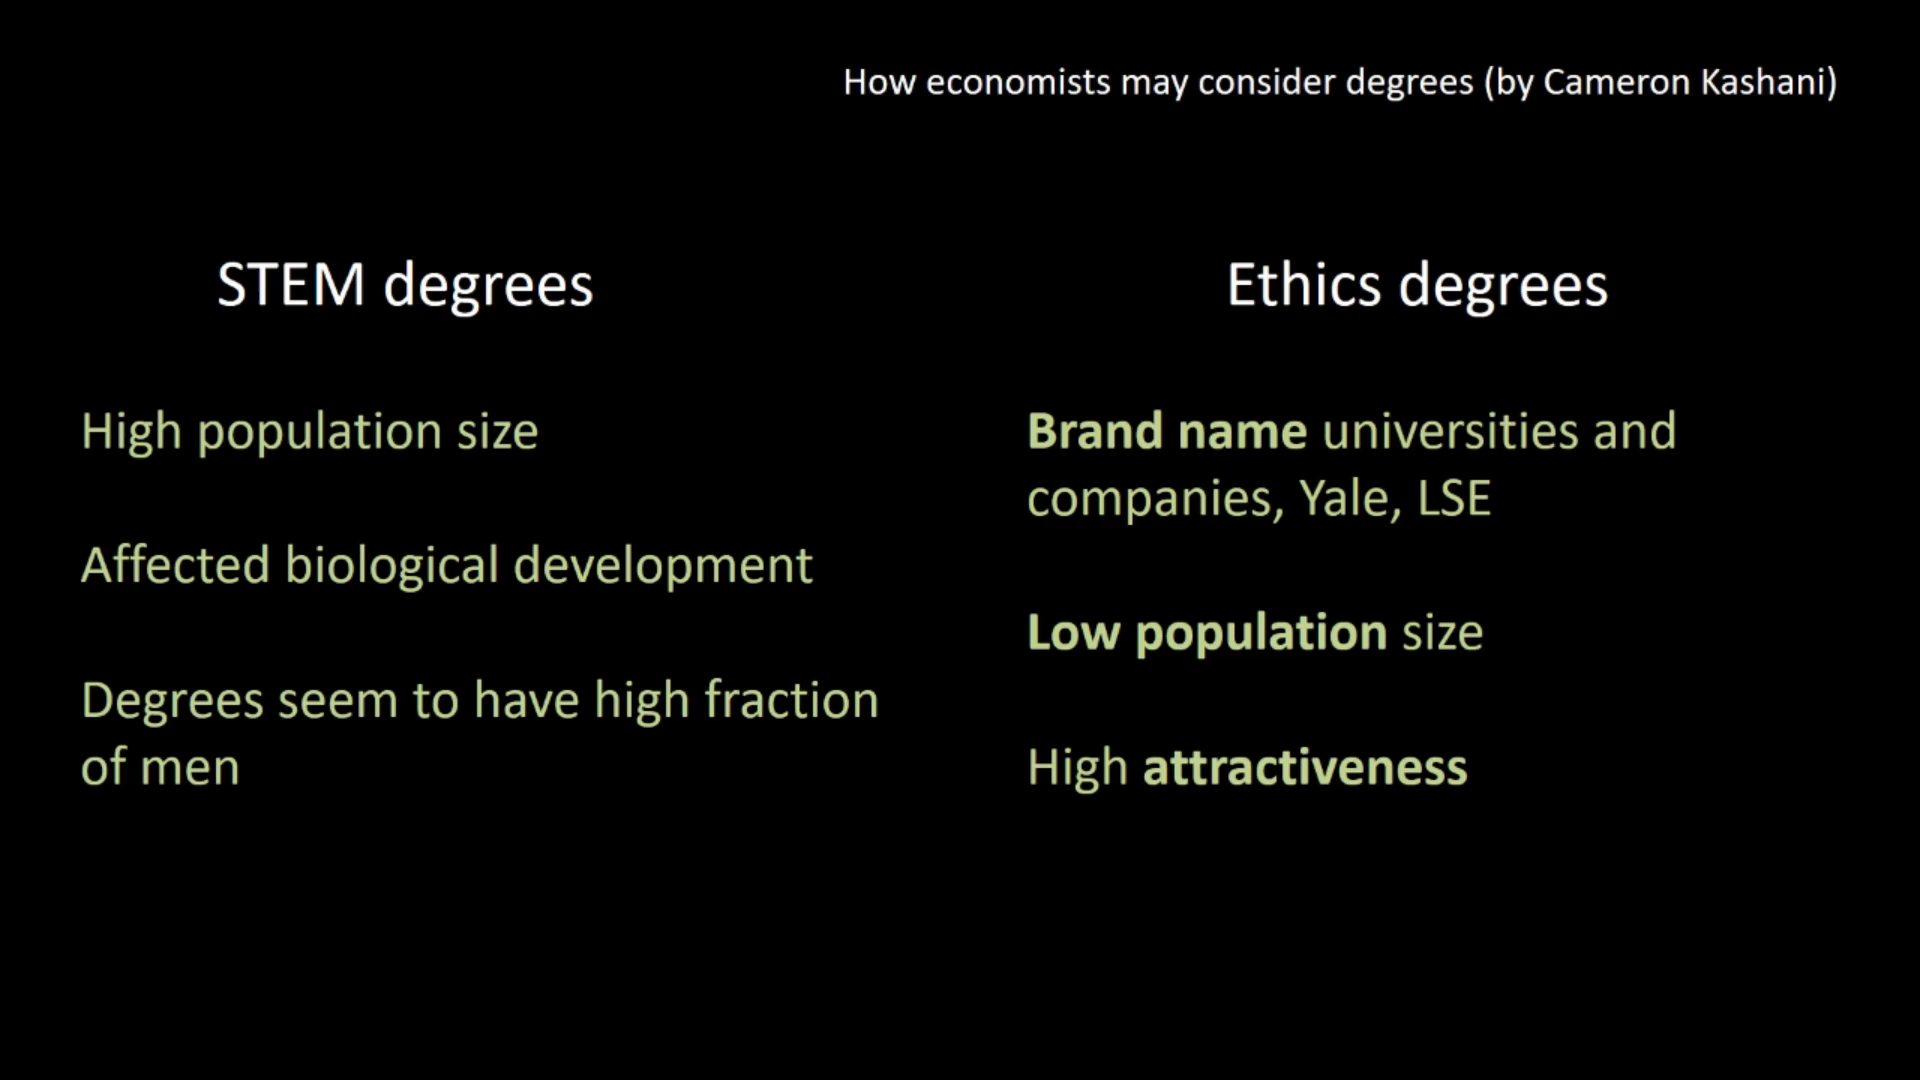 How economists may consider degrees (by Cameron Kashani)
STEM degrees
High population size
Affected biological development
Degrees seem to have high fraction
of men
Ethics degrees
Brand name universities and
companies, Yale, LSE
Low population size
High attractiveness